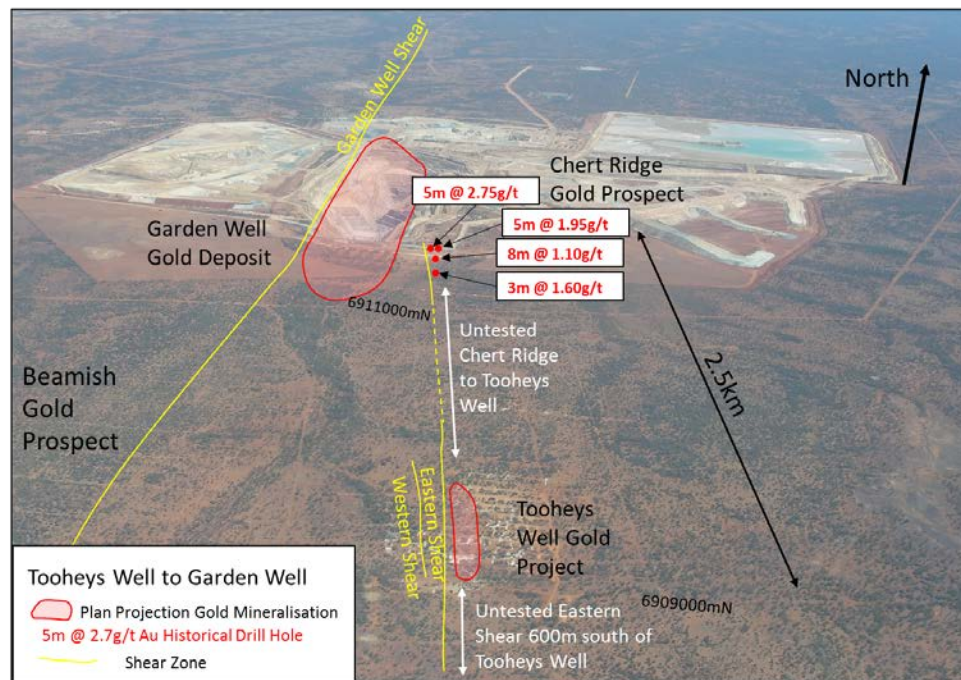 Garden Well Shear
North
Chert Ridge
Gold Prospect
5m @ 2.75g/t
5m @ 1.95g/t
8m @ 1.10g/t
3m @ 1.60g/t
Garden Well
Gold Deposit
6911000mN
Untested
Chert Ridge
to Tooheys
Well
2.5km
Beamish
Gold
Prospect
Eastern Shear
Western Shear
Tooheys
Well Gold
Project
6909000mN
Untested Eastern
Shear 600m south of
Tooheys Well
Tooheys Well to Garden Well
Plan Projection Gold Mineralisation
5m @ 2.7g/t Au Historical Drill Hole
Shear Zone